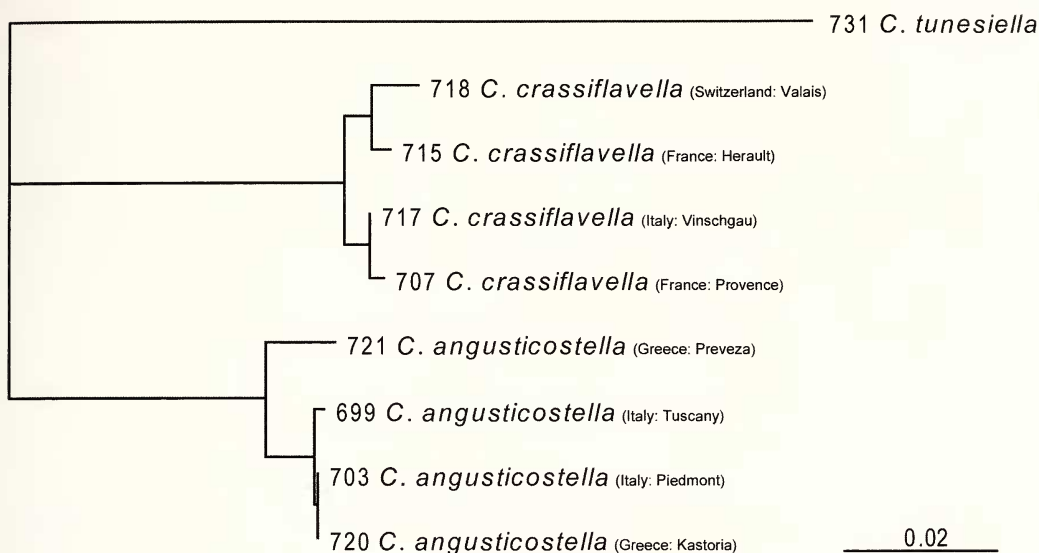 731 C. tunesiella
718 C. crassiflavella (Switzerland: Valais)
715 C. crassiflavella (France: Herault)
717 C. crassiflavella (Italy: Vinschgau)
707 C. crassiflavella (France: Provence)
721 C. angusticostella (Greece: Preveza)
699 C. angusticostella (Italy: Tuscany)
703 C. angusticostella (Italy: Piedmont)
720 C. angusticostella (Greece: Kastoria)
0.02